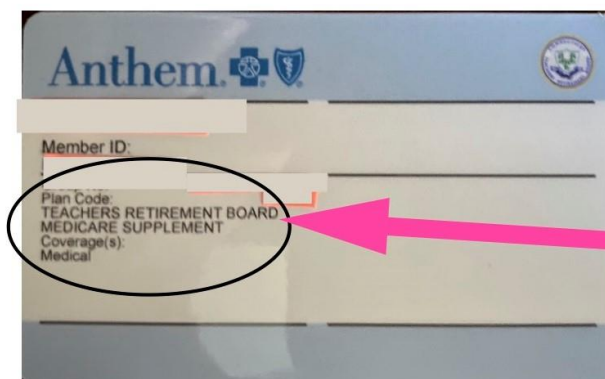 Anthem.
Member ID:
Plan Code:
TEACHERS RETIREMENT BOARD
MEDICARE SUPPLEMENT
Coverage(s):
Medical